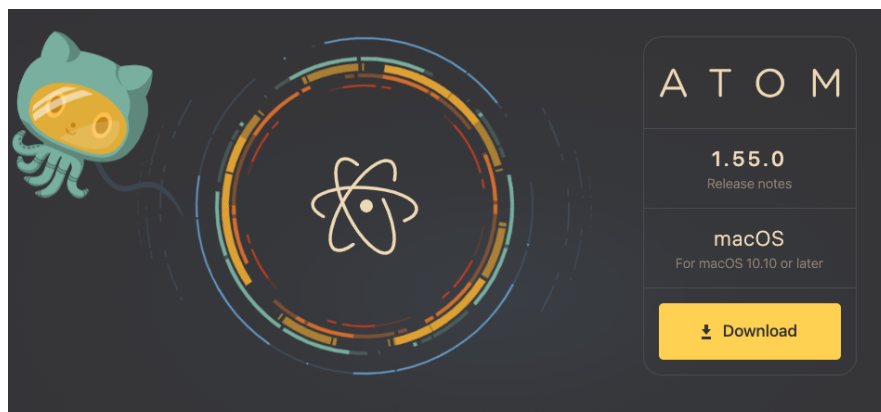 ATOM
1.55.0
Release notes
macOS
For macOS 10.10 or later
Download